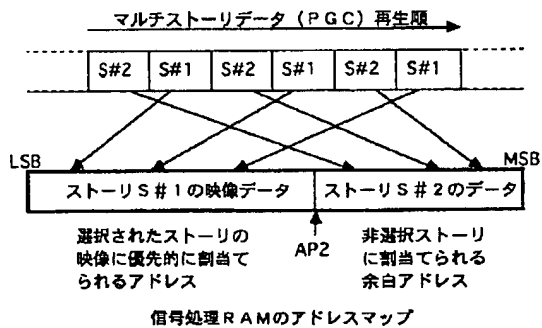 マルチストーリデータ(PGC)再生順
S#2 S#1 S#2 S#1 S#2 S#1
LSB MSB
ストーリS#1の映像データ ストーリS#2のデータ
選択されたストーリの
映像に優先的に割当て
られるアドレス
AP2
非選択ストーリ
に割当てられる
余白アドレス
信号処理RAMのアドレスマップ